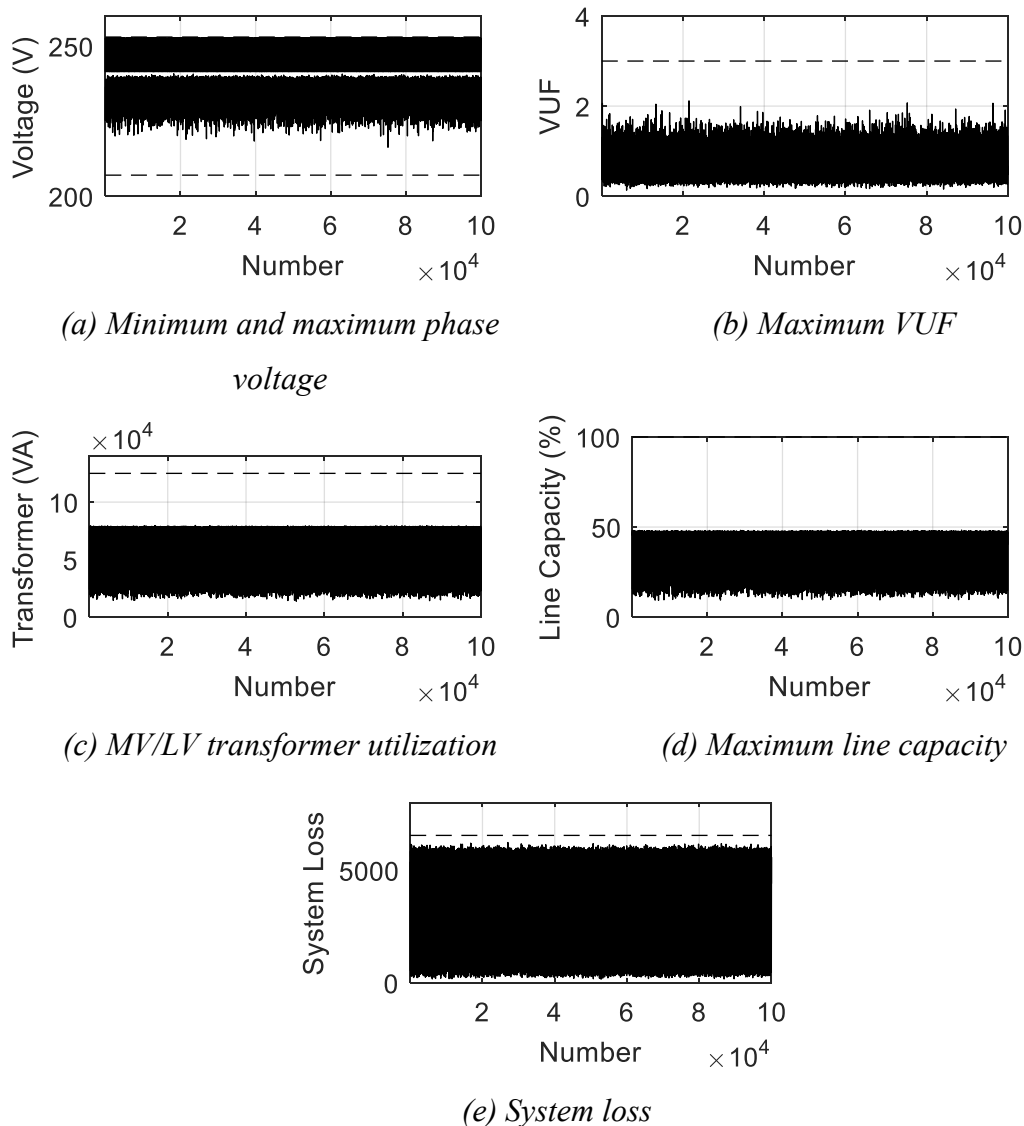 Voltage (V)
250
200
2 4 6 8 10
Number
×10^4
(a) Minimum and maximum phase
voltage
VUF
4
2
0
2 4 6 8 10
Number
×10^4
(b) Maximum VUF
Transformer (VA)
×10^4
10
5
0
2 4 6 8 10
Number
×10^4
(c) MV/LV transformer utilization
Line Capacity (%)
100
50
0
2 4 6 8 10
Number
×10^4
(d) Maximum line capacity
System Loss
5000
0
2 4 6 8 10
Number
×10^4
(e) System loss